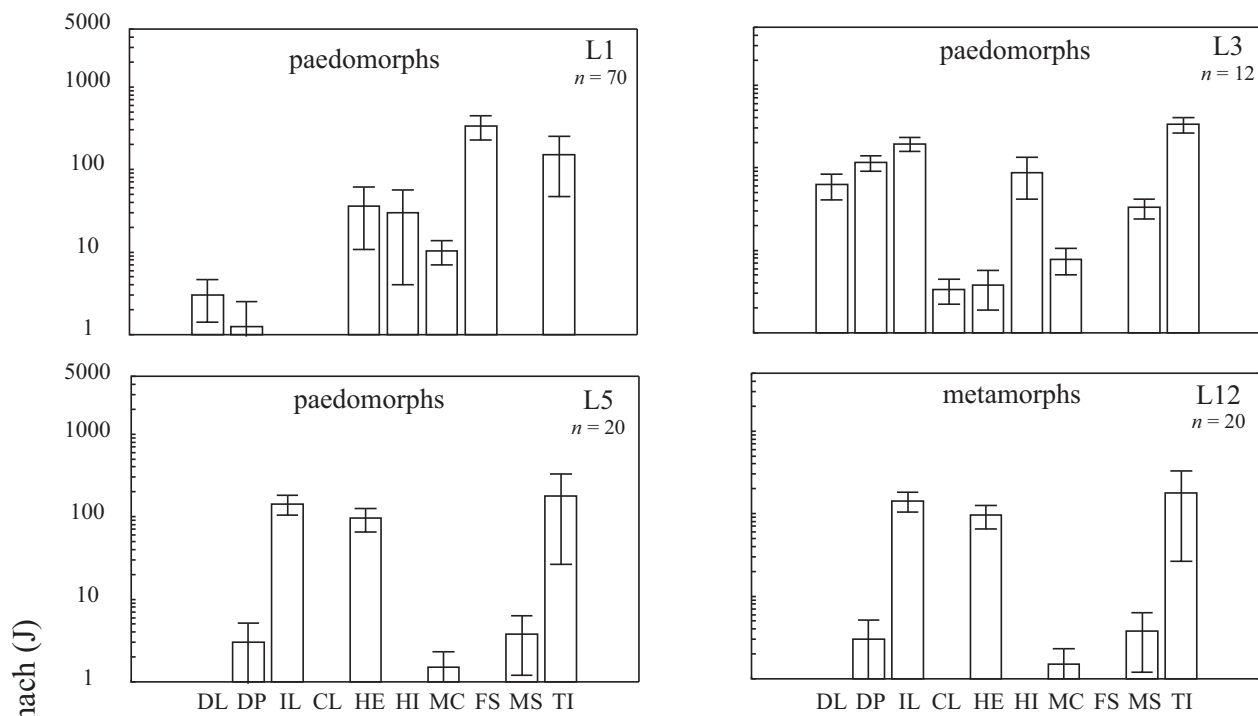 5000
1000
100
10
1
paedomorphs
L1
n = 70
paedomorphs
L3
n = 12
5000
1000
100
10
1
paedomorphs
L5
n = 20
metamorphs
L12
n = 20
DL DP IL CL HE HI MC FS MS TI
DL DP IL CL HE HI MC FS MS TI
mach (J)